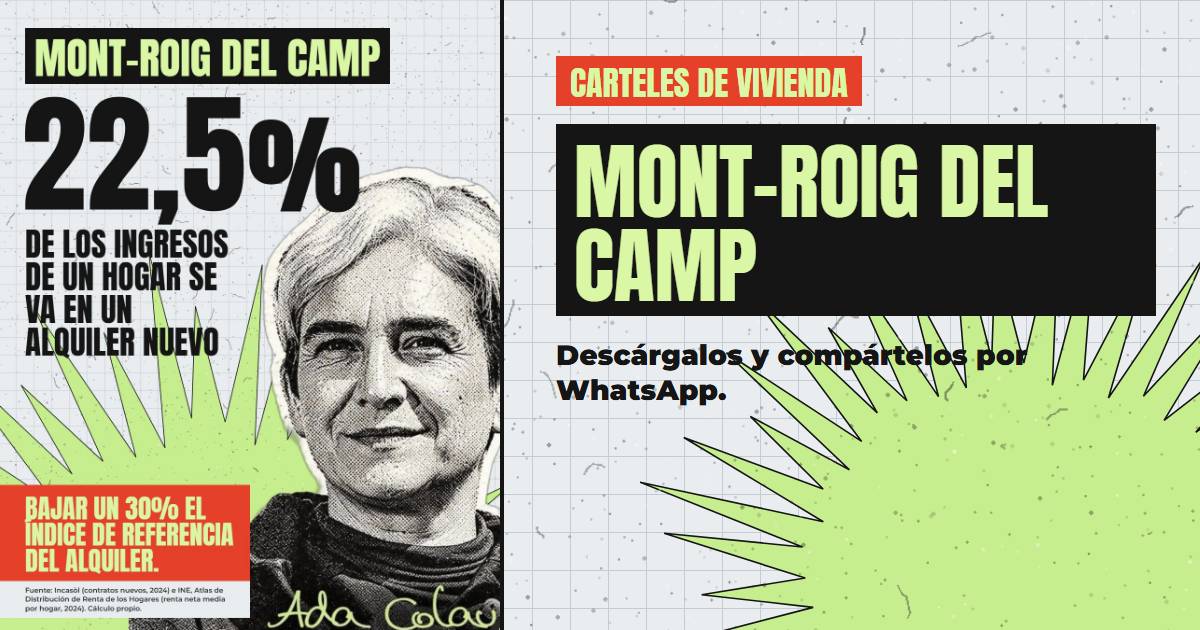 MONT-ROIG DEL CAMP
22,5%
DE LOS INGRESOS
DE UN HOGAR SE
VA EN UN
ALQUILER NUEVO
BAJAR UN 30% EL
ÍNDICE DE REFERENCIA
DEL ALQUILER.
Fuente: Incasòl (contratos nuevos, 2024) e INE, Atlas de
Distribución de Renta de los Hogares (renta neta media
por hogar, 2024). Cálculo propio.
Ada Colau
CARTELES DE VIVIENDA
MONT-ROIG DEL
CAMP
Descárgalos y compártelos por
WhatsApp.